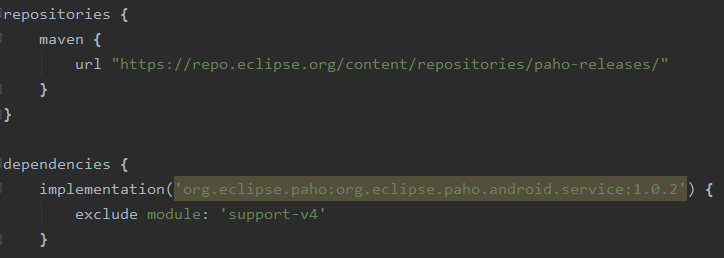 repositories {
maven {
url "https://repo.eclipse.org/content/repositories/paho-releases/"
}
}
dependencies {
implementation('org.eclipse.paho:org.eclipse.paho.android.service:1.0.2') {
exclude module: 'support-v4'
}